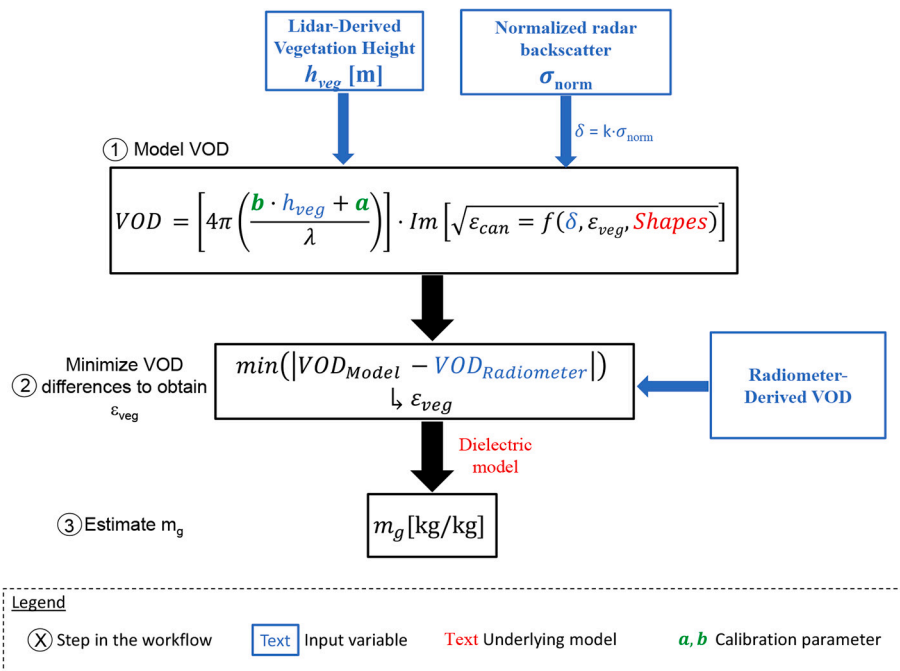 Lidar-Derived
Vegetation Height
h_veg [m]
Normalized radar
backscatter
σ_norm
δ = k·σ_norm
① Model VOD
VOD = [4π((b · h_veg + a)/λ)] · Im[√(ε_can = f(δ, ε_veg, Shapes))]
② Minimize VOD
differences to obtain
ε_veg
min(|VOD_Model − VOD_Radiometer|)
↳ ε_veg
Radiometer-
Derived VOD
Dielectric
model
③ Estimate m_g
m_g[kg/kg]
Legend
Ⓧ Step in the workflow
Text Input variable
Text Underlying model
a, b Calibration parameter